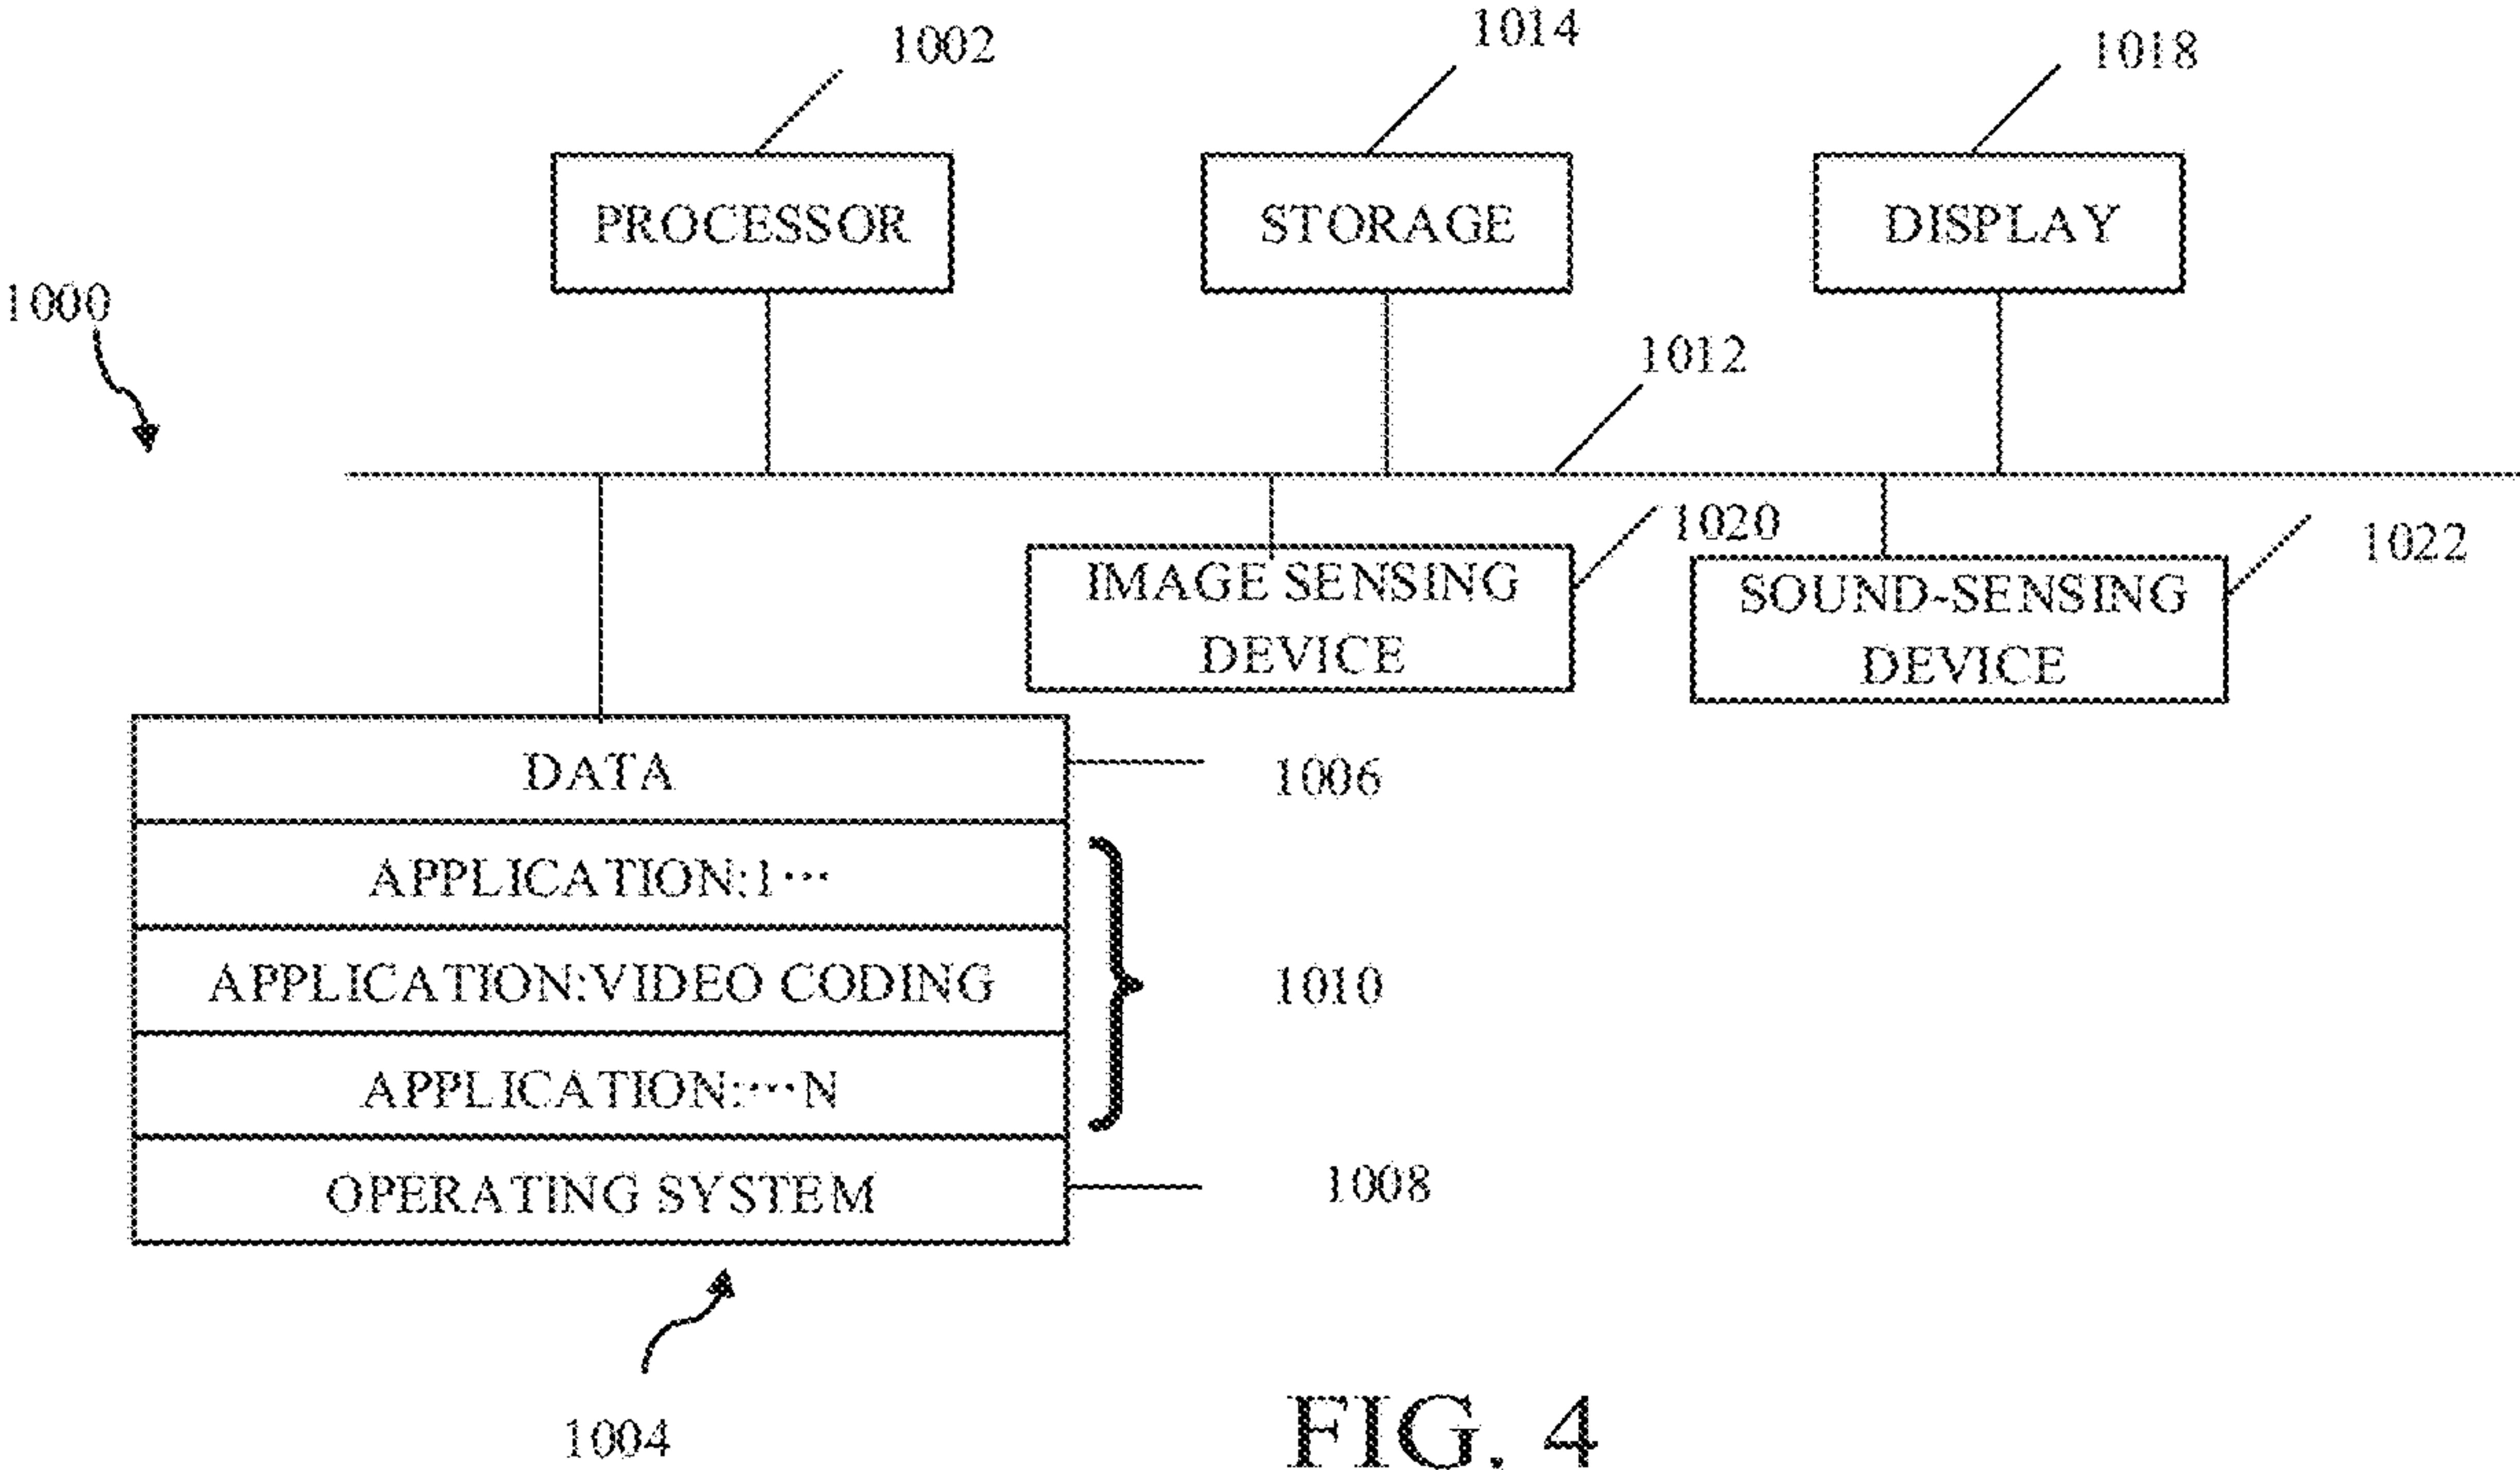 1002
1014
1018
PROCESSOR
STORAGE
DISPLAY
1000
1012
1020
1022
IMAGE SENSING
DEVICE
SOUND-SENSING
DEVICE
DATA
1006
APPLICATION:1···
APPLICATION:VIDEO CODING
1010
APPLICATION:···N
OPERATING SYSTEM
1008
1004
FIG. 4